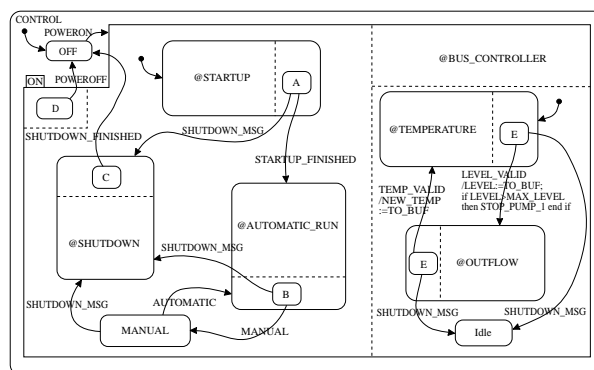 CONTROL
POWERON
OFF
POWEROFF
ON
D
@STARTUP
A
@BUS_CONTROLLER
SHUTDOWN_FINISHED
SHUTDOWN_MSG
STARTUP_FINISHED
@TEMPERATURE
E
C
@SHUTDOWN
@AUTOMATIC_RUN
SHUTDOWN_MSG
B
TEMP_VALID
/NEW_TEMP
:=TO_BUF
LEVEL_VALID
/LEVEL:=TO_BUF;
if LEVEL>MAX_LEVEL
then STOP_PUMP_1 end if
E
@OUTFLOW
SHUTDOWN_MSG
AUTOMATIC
MANUAL
MANUAL
SHUTDOWN_MSG
SHUTDOWN_MSG
Idle